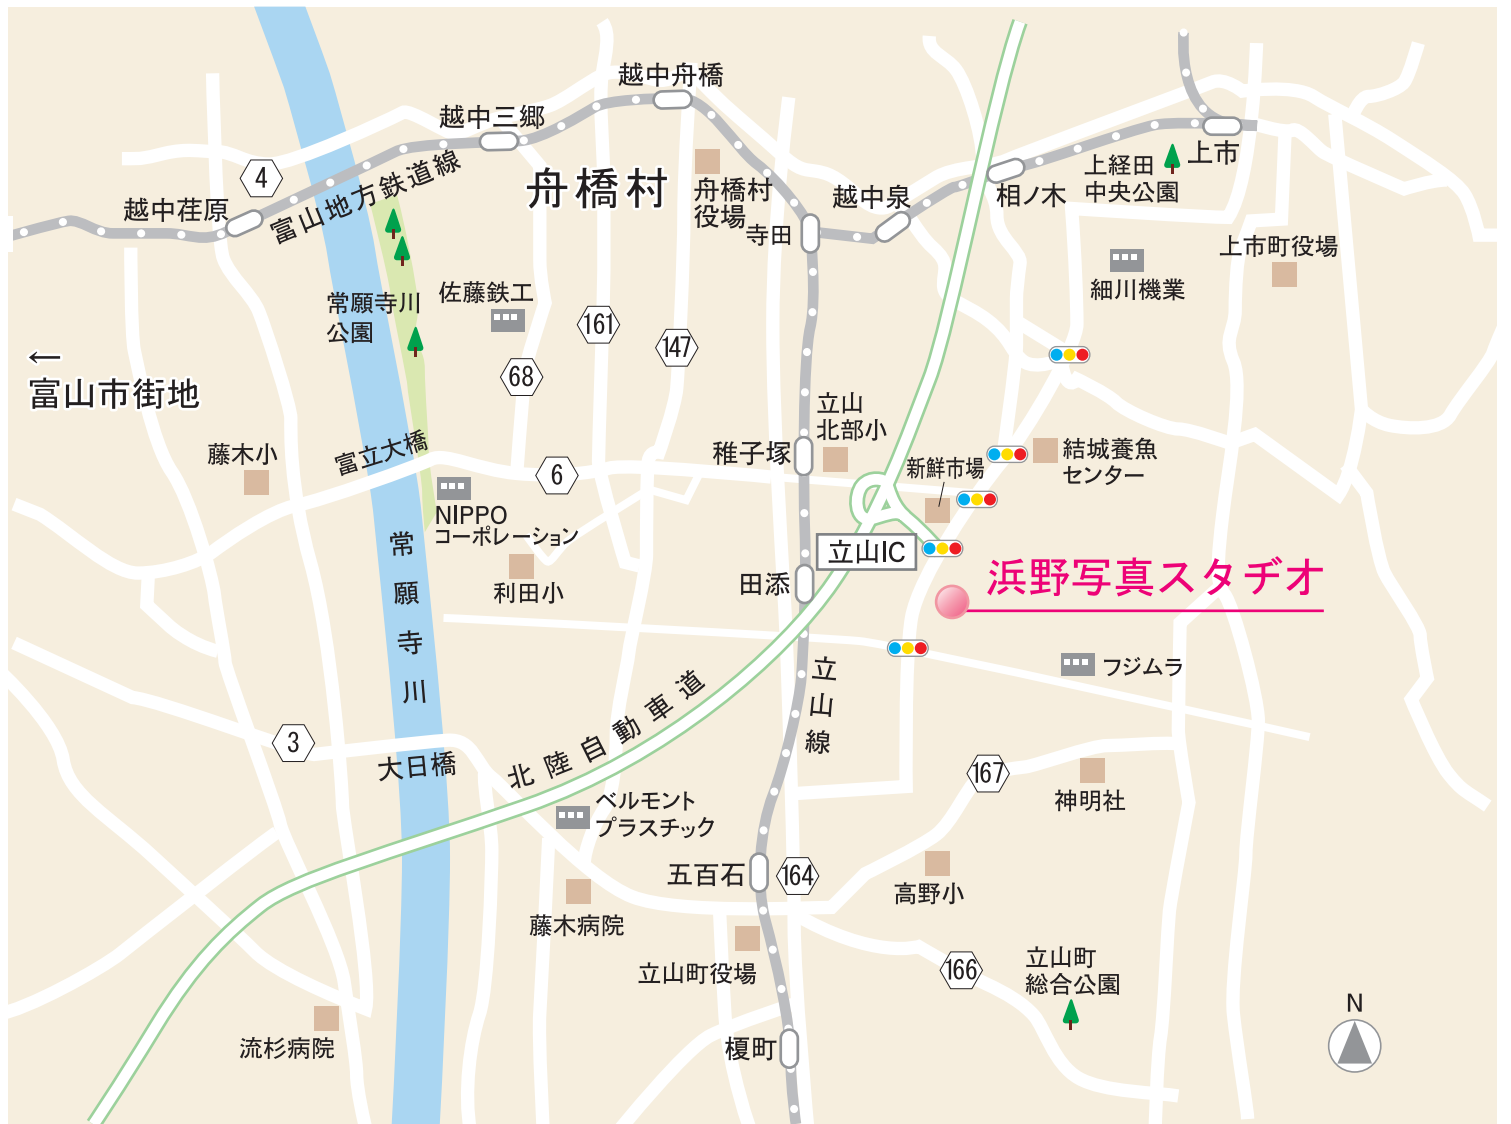 越中舟橋
越中三郷
4
越中荏原
富山地方鉄道線
舟橋村
舟橋村
役場
寺田
越中泉
相ノ木
上経田
中央公園
上市
上市町役場
細川機業
常願寺川
公園
佐藤鉄工
161
147
68
←
富山市街地
藤木小
富立大橋
6
稚子塚
立山
北部小
新鮮市場
結城養魚
センター
NIPPO
コーポレーション
利田小
常願寺川
田添
立山IC
浜野写真スタヂオ
フジムラ
立山線
北陸自動車道
3
大日橋
ベルモント
プラスチック
167
神明社
五百石
164
高野小
藤木病院
立山町役場
166
立山町
総合公園
流杉病院
榎町
N